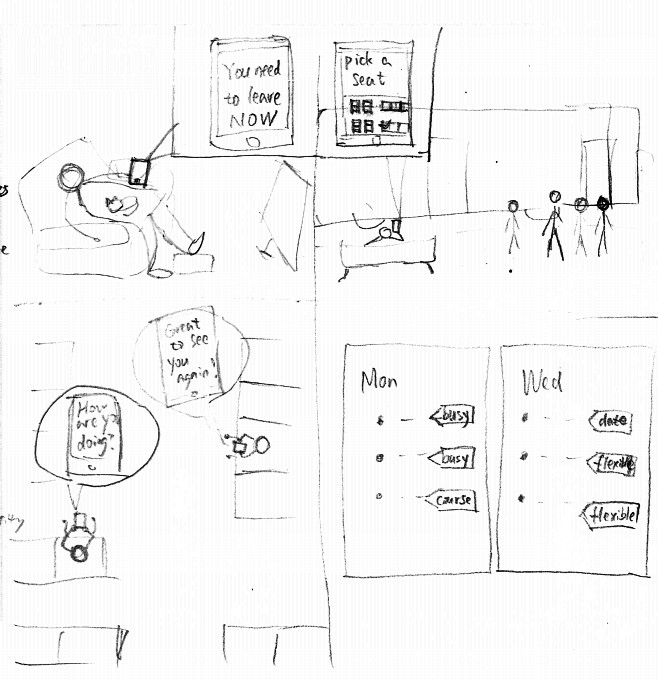 You need
to leave
NOW
pick a
seat
Great
to see
you
again!
How
are y?
doing?
Mon
busy
busy
course
Wed
date
flexible
flexible